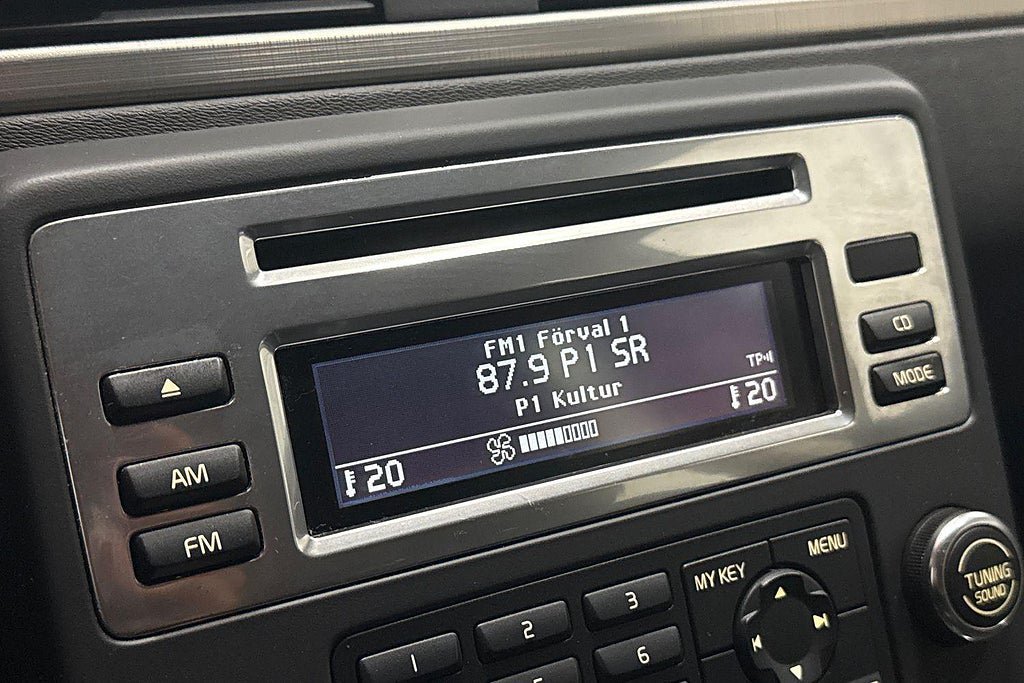 FM1 Förval 1
87.9 P1 SR
TP
P1 Kultur
20
20
CD
MODE
AM
FM
MY KEY
MENU
TUNING
SOUND
1
2
3
5
6